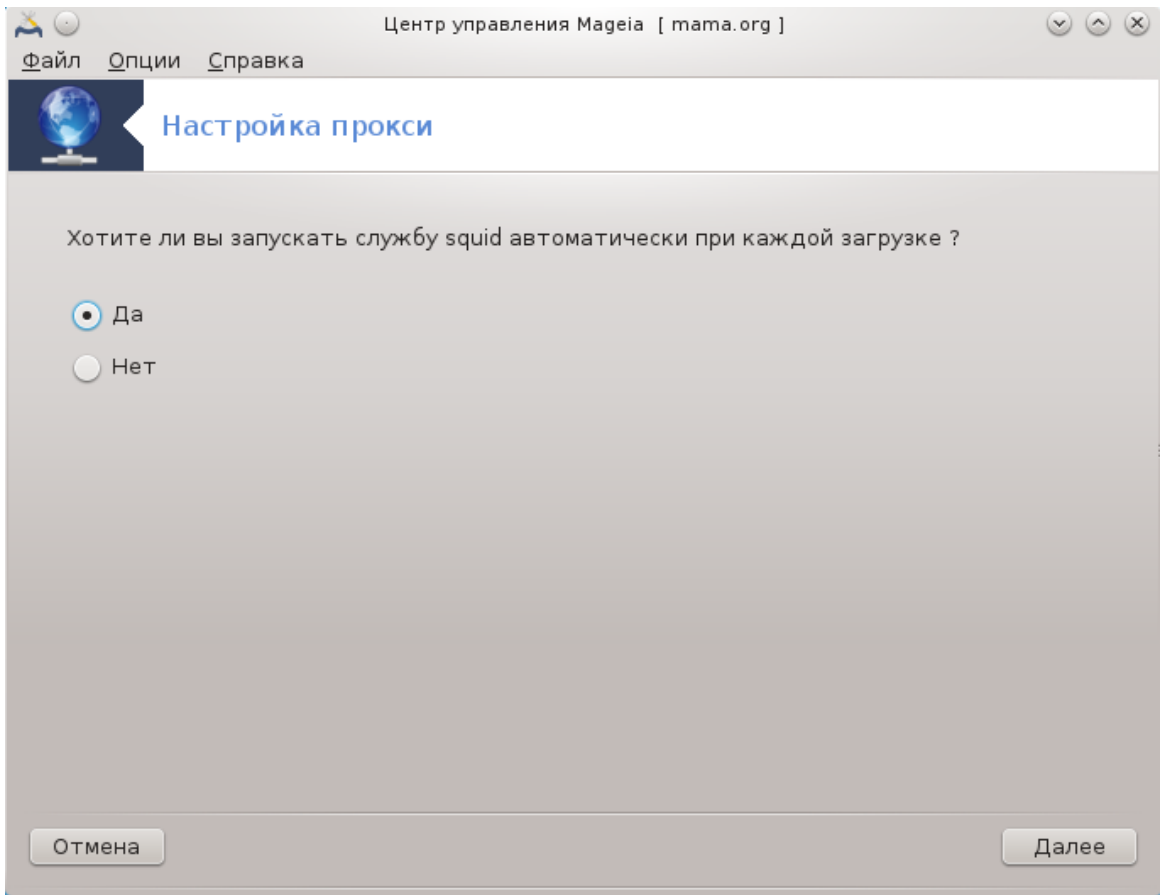 Центр управления Mageia [ mama.org ]
Файл Опции Справка
Настройка прокси
Хотите ли вы запускать службу squid автоматически при каждой загрузке ?
Да
Нет
Отмена Далее